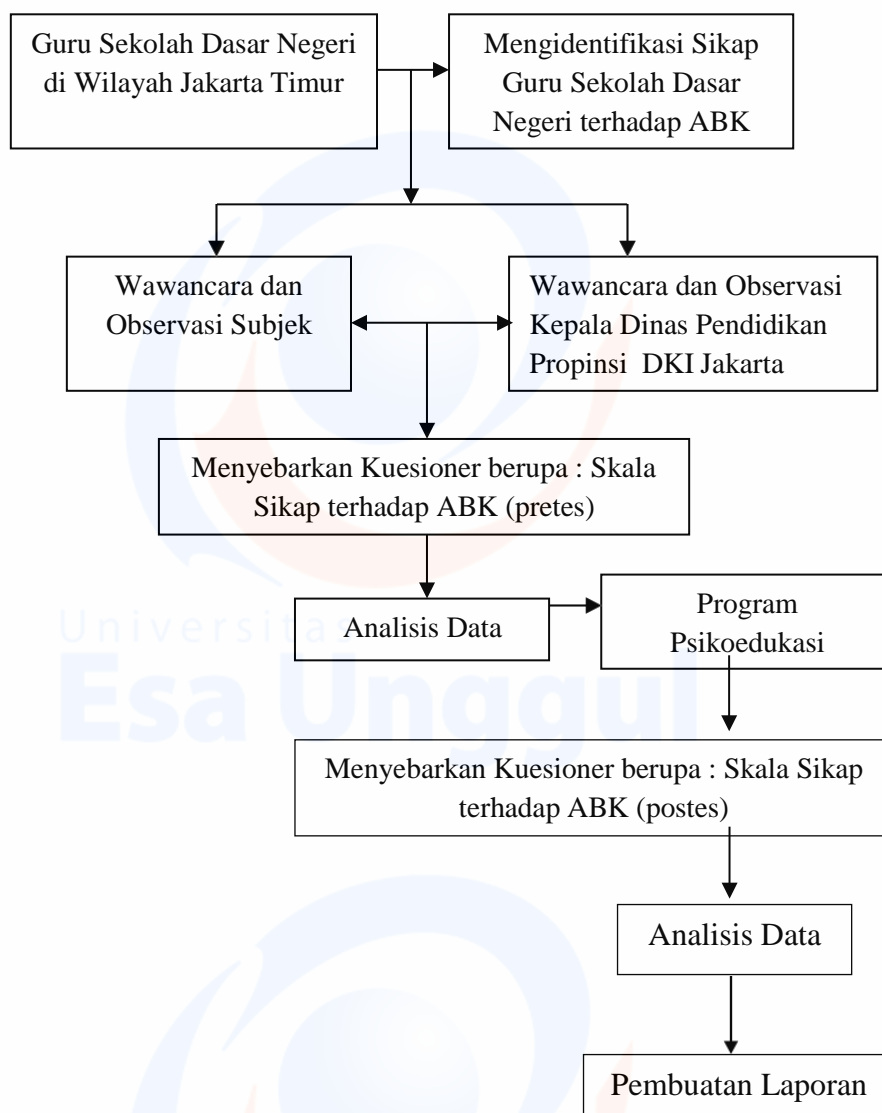 Guru Sekolah Dasar Negeri
di Wilayah Jakarta Timur
Mengidentifikasi Sikap
Guru Sekolah Dasar
Negeri terhadap ABK
Wawancara dan
Observasi Subjek
Wawancara dan Observasi
Kepala Dinas Pendidikan
Propinsi DKI Jakarta
Menyebarkan Kuesioner berupa : Skala
Sikap terhadap ABK (pretes)
Analisis Data
Program
Psikoedukasi
Universitas
Esa Unggul
Menyebarkan Kuesioner berupa : Skala Sikap
terhadap ABK (postes)
Analisis Data
Pembuatan Laporan